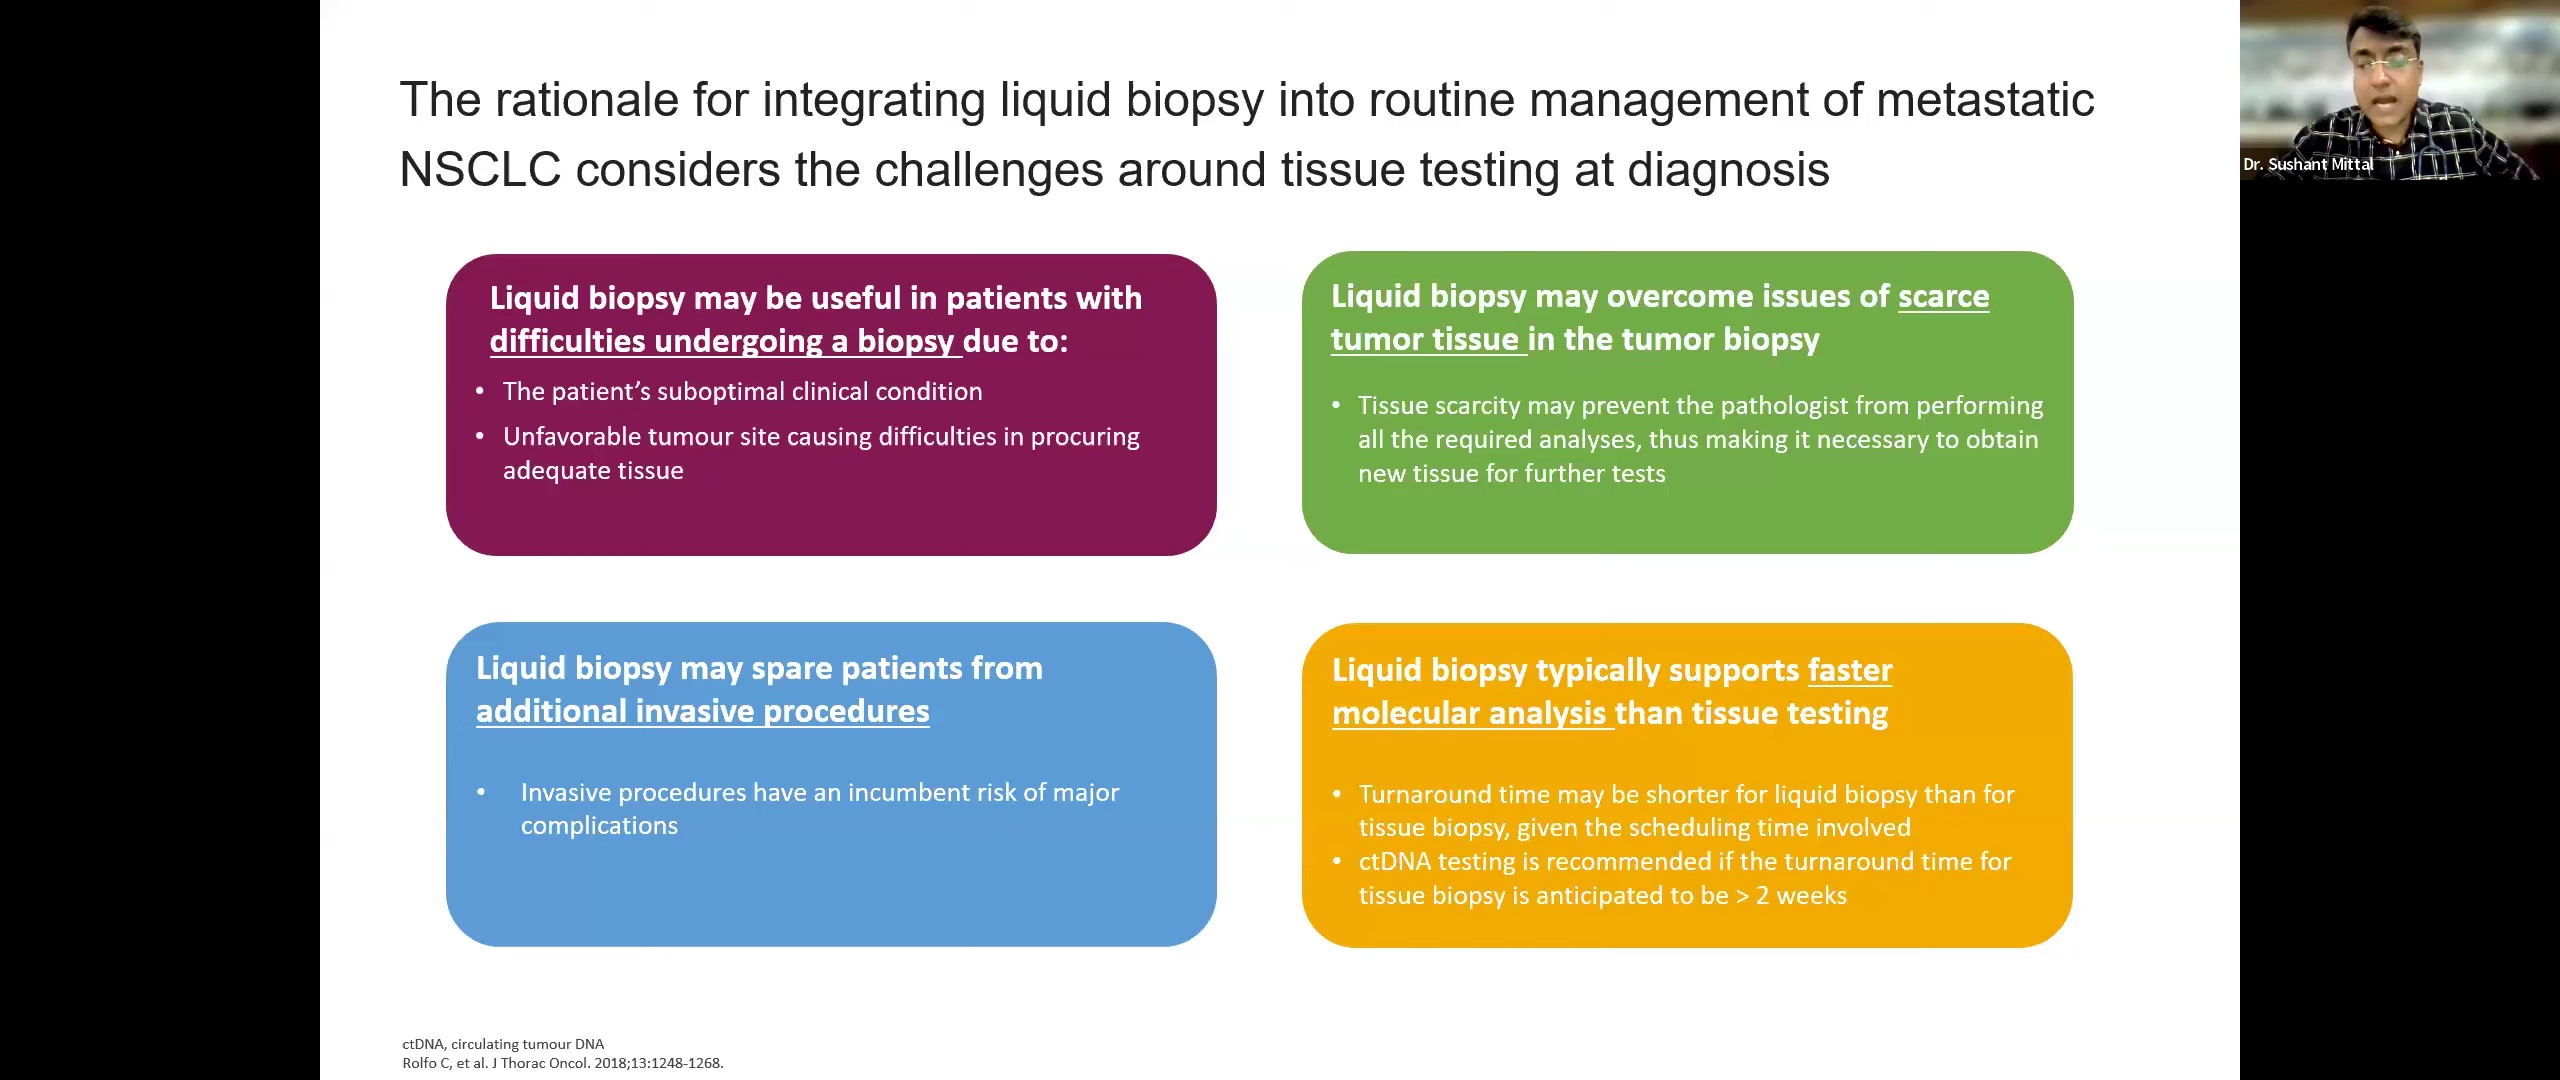 The rationale for integrating liquid biopsy into routine management of metastatic
NSCLC considers the challenges around tissue testing at diagnosis
Dr. Sushant Mittal
Liquid biopsy may be useful in patients with
difficulties undergoing a biopsy due to:
• The patient’s suboptimal clinical condition
• Unfavorable tumour site causing difficulties in procuring
adequate tissue
Liquid biopsy may overcome issues of scarce
tumor tissue in the tumor biopsy
• Tissue scarcity may prevent the pathologist from performing
all the required analyses, thus making it necessary to obtain
new tissue for further tests
Liquid biopsy may spare patients from
additional invasive procedures
• Invasive procedures have an incumbent risk of major
complications
Liquid biopsy typically supports faster
molecular analysis than tissue testing
• Turnaround time may be shorter for liquid biopsy than for
tissue biopsy, given the scheduling time involved
• ctDNA testing is recommended if the turnaround time for
tissue biopsy is anticipated to be > 2 weeks
ctDNA, circulating tumour DNA
Rolfo C, et al. J Thorac Oncol. 2018;13:1248-1268.